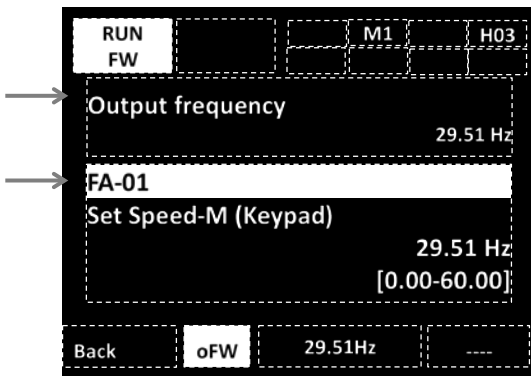 RUN M1 H03
FW
Output frequency
29.51 Hz
FA-01
Set Speed-M (Keypad)
29.51 Hz
[0.00-60.00]
Back oFW 29.51Hz ----